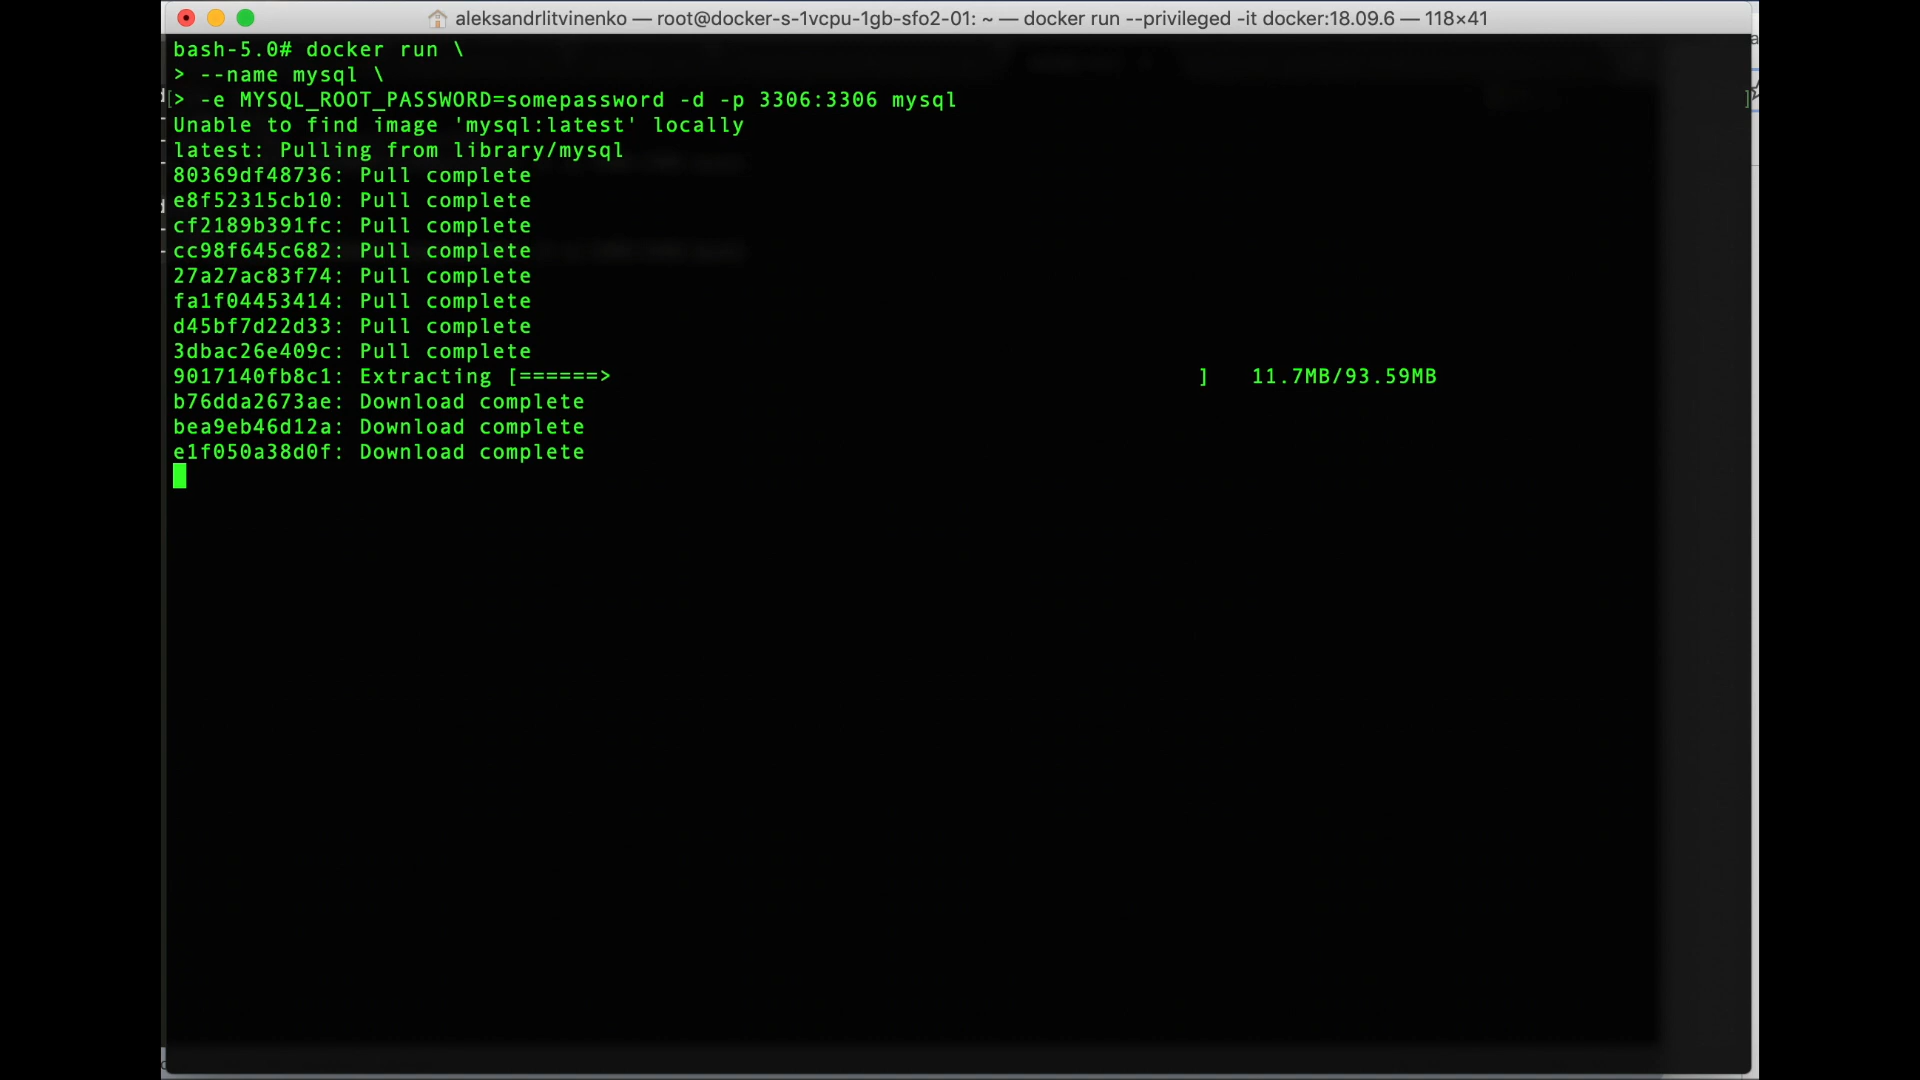 aleksandrlitvinenko — root@docker-s-1vcpu-1gb-sfo2-01: ~ — docker run --privileged -it docker:18.09.6 — 118×41
bash-5.0# docker run \
> --name mysql \
[> -e MYSQL_ROOT_PASSWORD=somepassword -d -p 3306:3306 mysql ]
Unable to find image 'mysql:latest' locally
latest: Pulling from library/mysql
80369df48736: Pull complete
e8f52315cb10: Pull complete
cf2189b391fc: Pull complete
cc98f645c682: Pull complete
27a27ac83f74: Pull complete
fa1f04453414: Pull complete
d45bf7d22d33: Pull complete
3dbac26e409c: Pull complete
9017140fb8c1: Extracting [======> ] 11.7MB/93.59MB
b76dda2673ae: Download complete
bea9eb46d12a: Download complete
e1f050a38d0f: Download complete